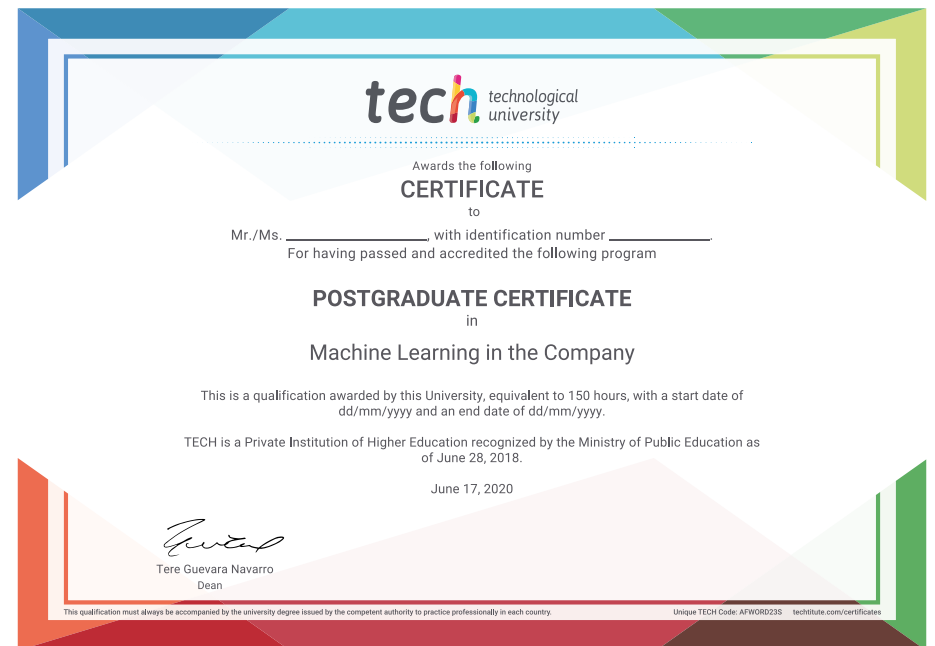 tech technological
university
Awards the following
CERTIFICATE
to
Mr./Ms. ____________________, with identification number ______________.
For having passed and accredited the following program
POSTGRADUATE CERTIFICATE
in
Machine Learning in the Company
This is a qualification awarded by this University, equivalent to 150 hours, with a start date of
dd/mm/yyyy and an end date of dd/mm/yyyy.
TECH is a Private Institution of Higher Education recognized by the Ministry of Public Education as
of June 28, 2018.
June 17, 2020
Tere Guevara Navarro
Dean
This qualification must always be accompanied by the university degree issued by the competent authority to practice professionally in each country. Unique TECH Code: AFWORD23S techtitute.com/certificates